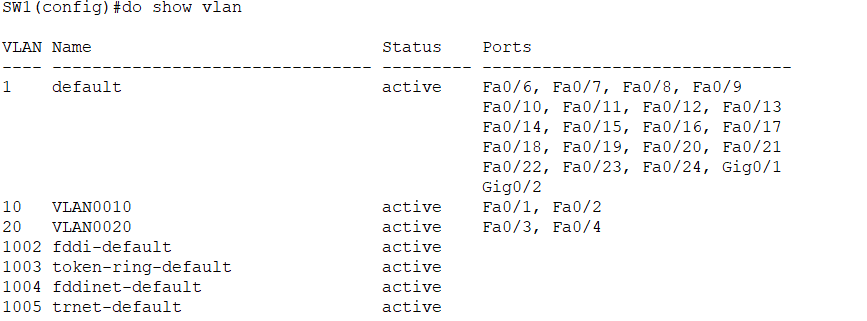 SW1(config)#do show vlan
VLAN Name                             Status    Ports
---- -------------------------------- --------- -------------------------------
1    default                          active    Fa0/6, Fa0/7, Fa0/8, Fa0/9
                                                Fa0/10, Fa0/11, Fa0/12, Fa0/13
                                                Fa0/14, Fa0/15, Fa0/16, Fa0/17
                                                Fa0/18, Fa0/19, Fa0/20, Fa0/21
                                                Fa0/22, Fa0/23, Fa0/24, Gig0/1
                                                Gig0/2
10   VLAN0010                         active    Fa0/1, Fa0/2
20   VLAN0020                         active    Fa0/3, Fa0/4
1002 fddi-default                     active
1003 token-ring-default               active
1004 fddinet-default                  active
1005 trnet-default                    active